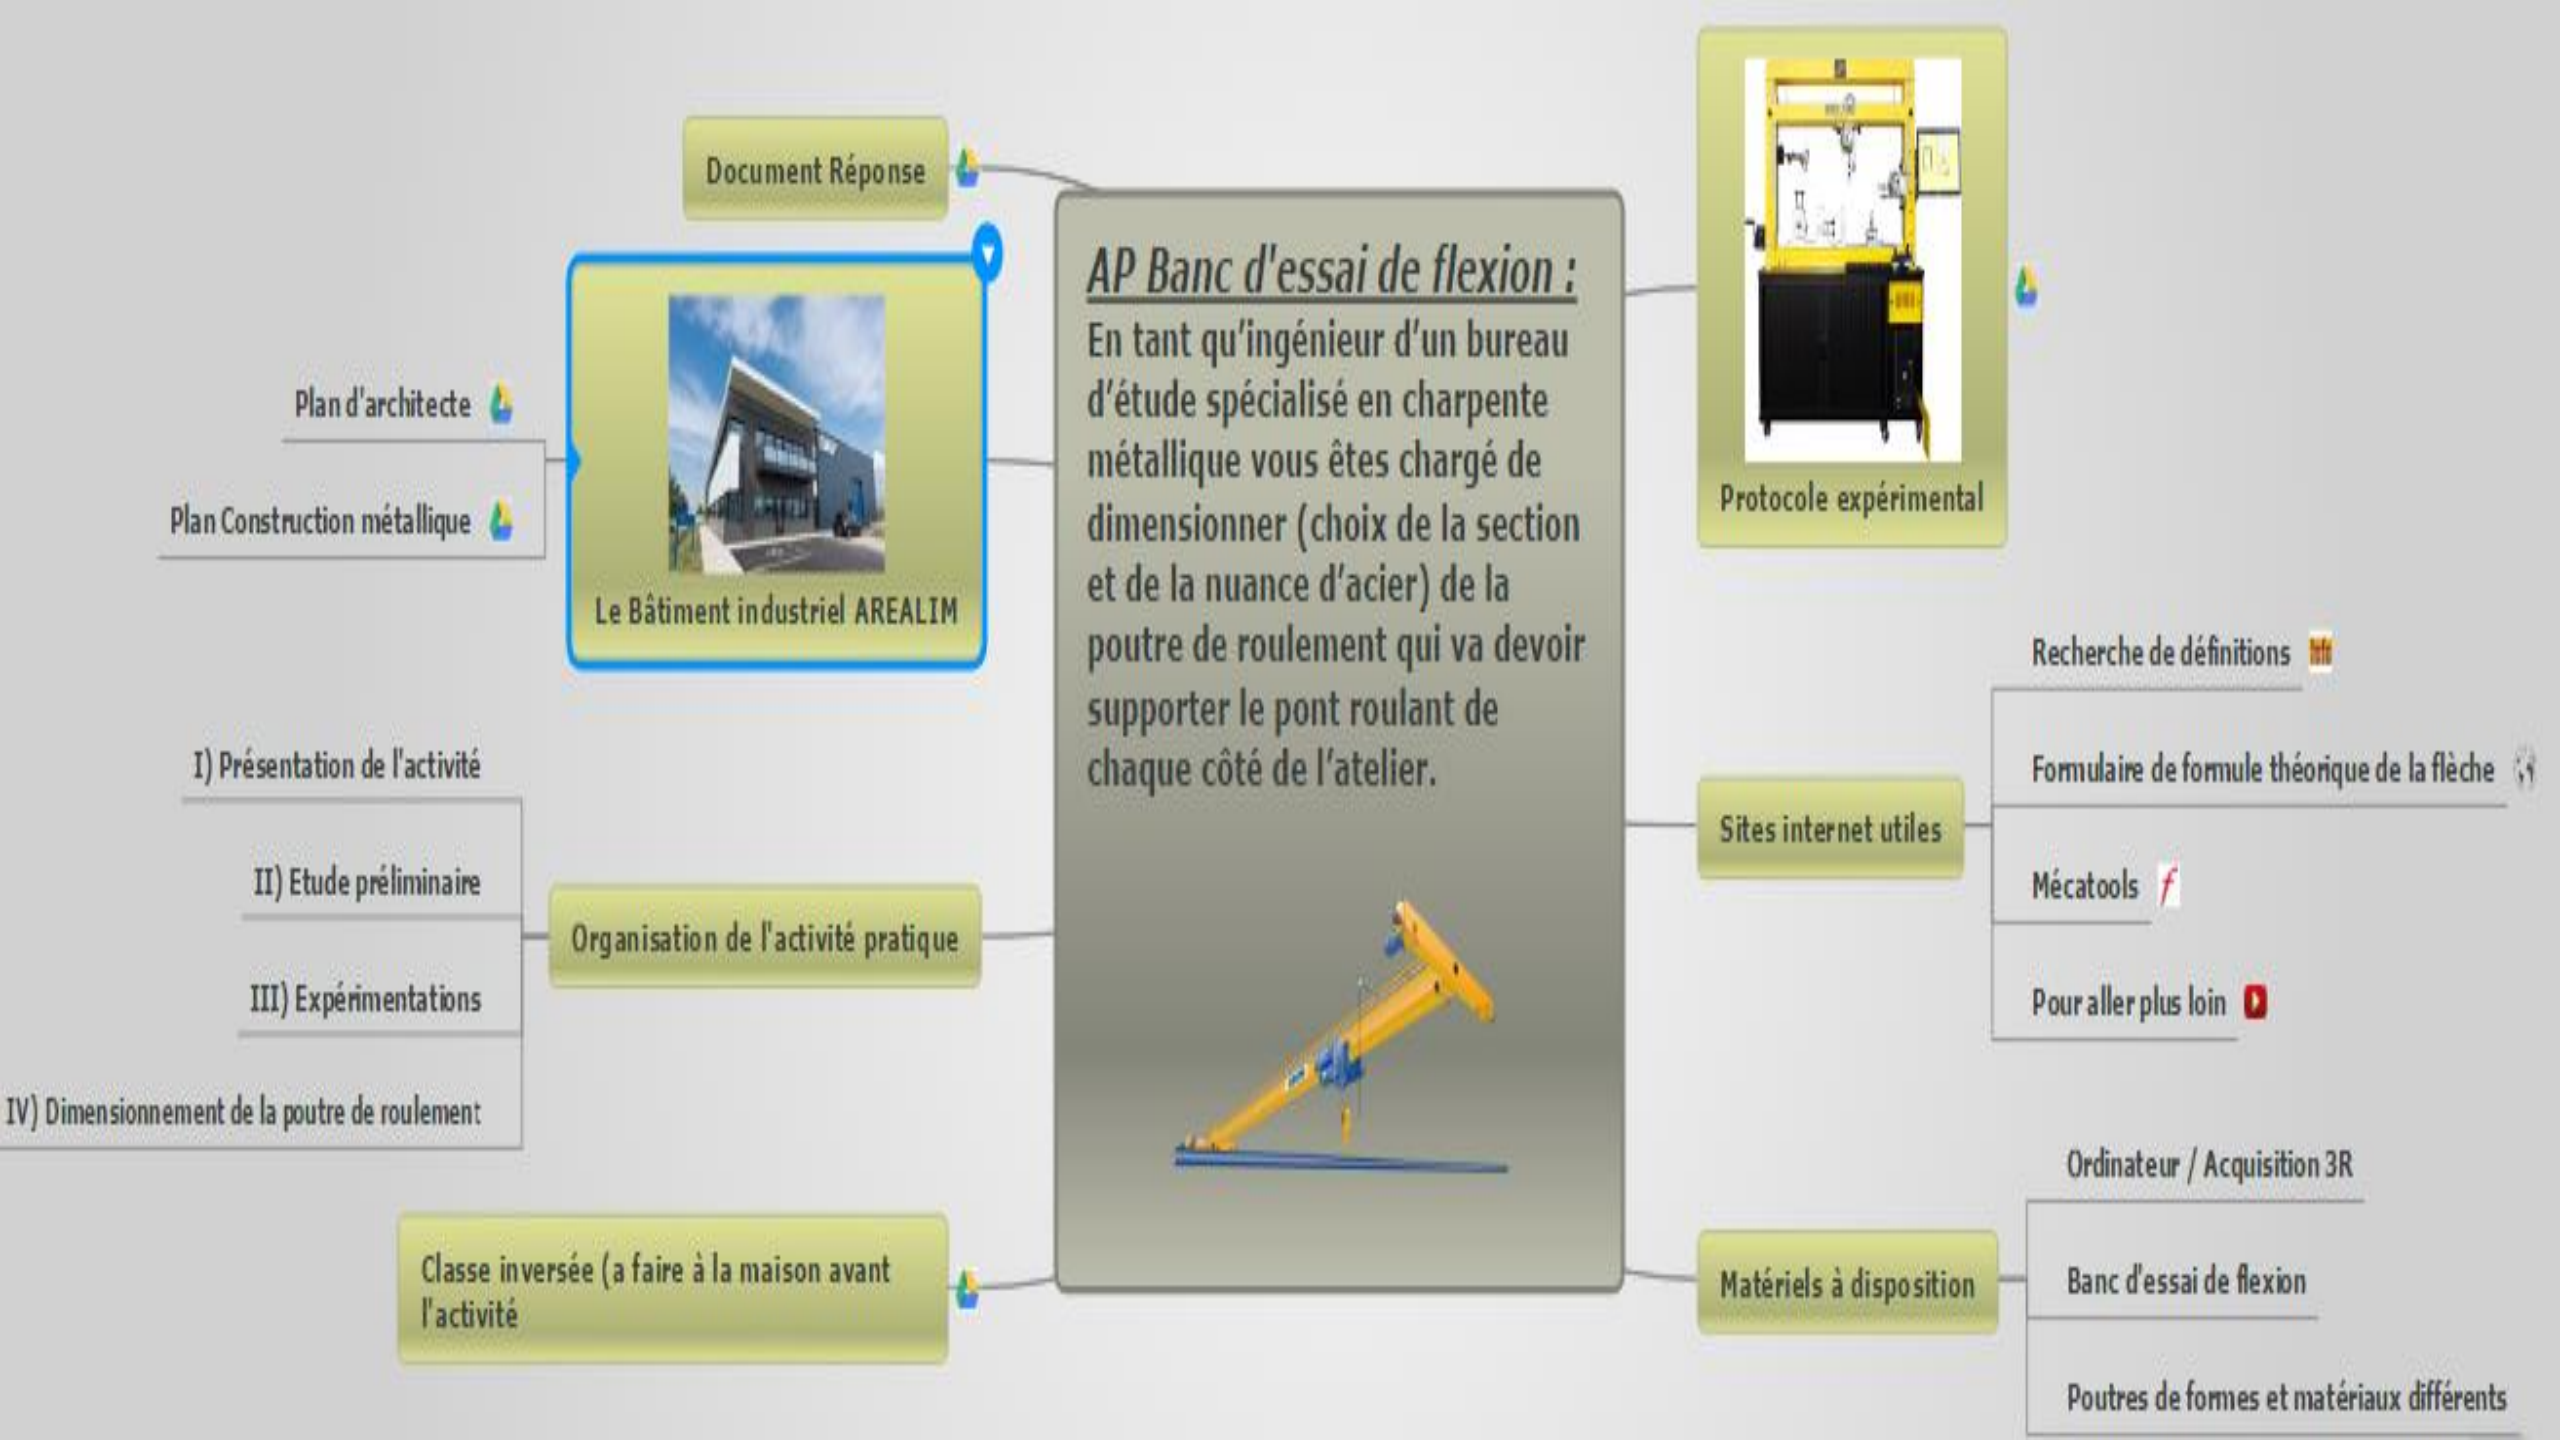 Document Réponse
Le Bâtiment industriel AREALIM
Plan d'architecte
Plan Construction métallique
I) Présentation de l'activité
II) Etude préliminaire
III) Expérimentations
IV) Dimensionnement de la poutre de roulement
Organisation de l'activité pratique
Classe inversée (a faire à la maison avant
l'activité
AP Banc d'essai de flexion :
En tant qu’ingénieur d’un bureau
d’étude spécialisé en charpente
métallique vous êtes chargé de
dimensionner (choix de la section
et de la nuance d’acier) de la
poutre de roulement qui va devoir
supporter le pont roulant de
chaque côté de l’atelier.
Protocole expérimental
Sites internet utiles
Recherche de définitions
Formulaire de formule théorique de la flèche
Mécatools
Pour aller plus loin
Matériels à disposition
Ordinateur / Acquisition 3R
Banc d'essai de flexion
Poutres de formes et matériaux différents